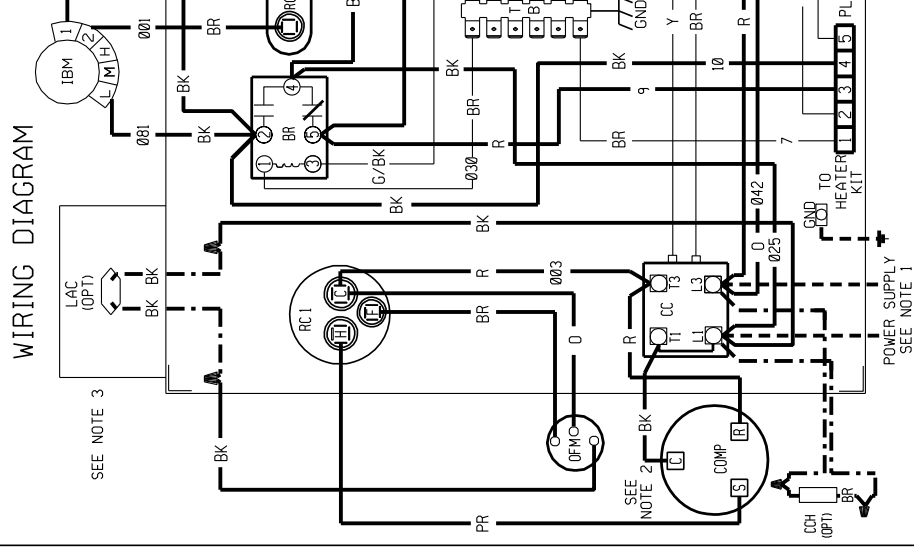 WIRING DIAGRAM
IBM
1
2
H
M
L
001
BR
081
BK
BK
RC
B
4
2
BR
5
1
3
BK
G/BK
T B
GND
Y
BR
R
BK
BR
030
R
BK
10
9
BR
7
PL
5
4
3
2
1
TO
HEATER
KIT
GND
042
O
025
BK
LAC
(OPT)
BK
BK
RC1
C
F
H
R
003
BR
O
R
T3
L3
CC
T1
L1
POWER SUPPLY
SEE NOTE 1
SEE NOTE 3
BK
OFM
BK
SEE
NOTE 2
C
COMP
R
S
PR
CCH
(OPT)
BR